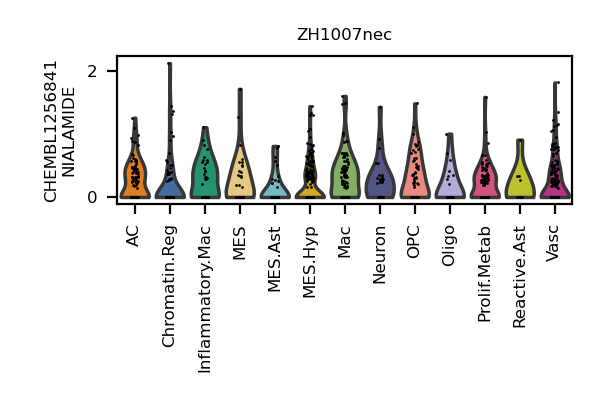 ZH1007nec
CHEMBL1256841
NIALAMIDE
2
0
AC
Chromatin.Reg
Inflammatory.Mac
MES
MES.Ast
MES.Hyp
Mac
Neuron
OPC
Oligo
Prolif.Metab
Reactive.Ast
Vasc